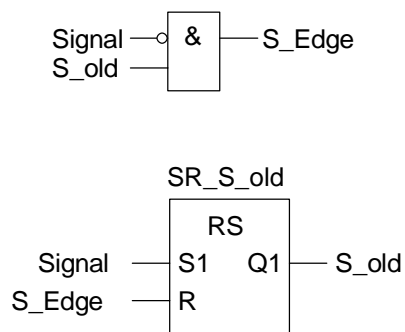 Signal & S_Edge
S_old
SR_S_old
RS
Signal S1 Q1 S_old
S_Edge R